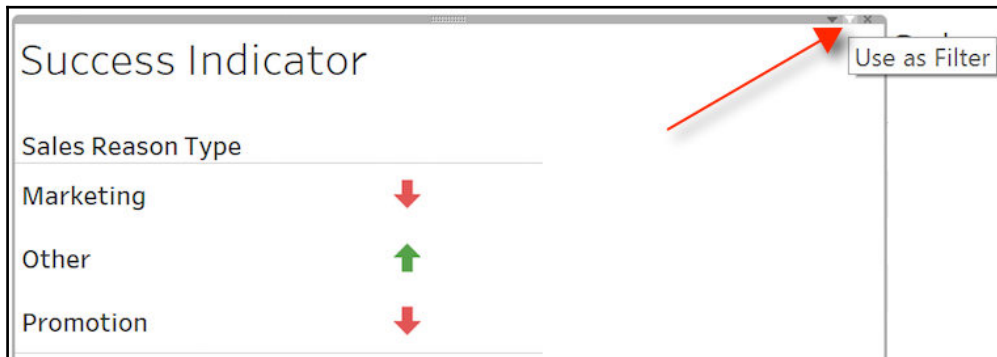 Success Indicator
Use as Filter
Sales Reason Type
Marketing
Other
Promotion